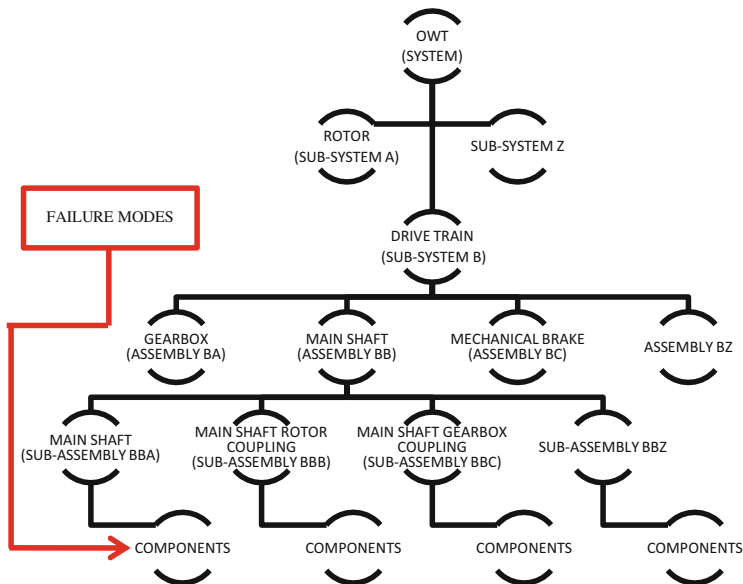 OWT
(SYSTEM)
ROTOR
(SUB-SYSTEM A)
SUB-SYSTEM Z
FAILURE MODES
DRIVE TRAIN
(SUB-SYSTEM B)
GEARBOX
(ASSEMBLY BA)
MAIN SHAFT
(ASSEMBLY BB)
MECHANICAL BRAKE
(ASSEMBLY BC)
ASSEMBLY BZ
MAIN SHAFT
(SUB-ASSEMBLY BBA)
MAIN SHAFT ROTOR
COUPLING
(SUB-ASSEMBLY BBB)
MAIN SHAFT GEARBOX
COUPLING
(SUB-ASSEMBLY BBC)
SUB-ASSEMBLY BBZ
COMPONENTS
COMPONENTS
COMPONENTS
COMPONENTS